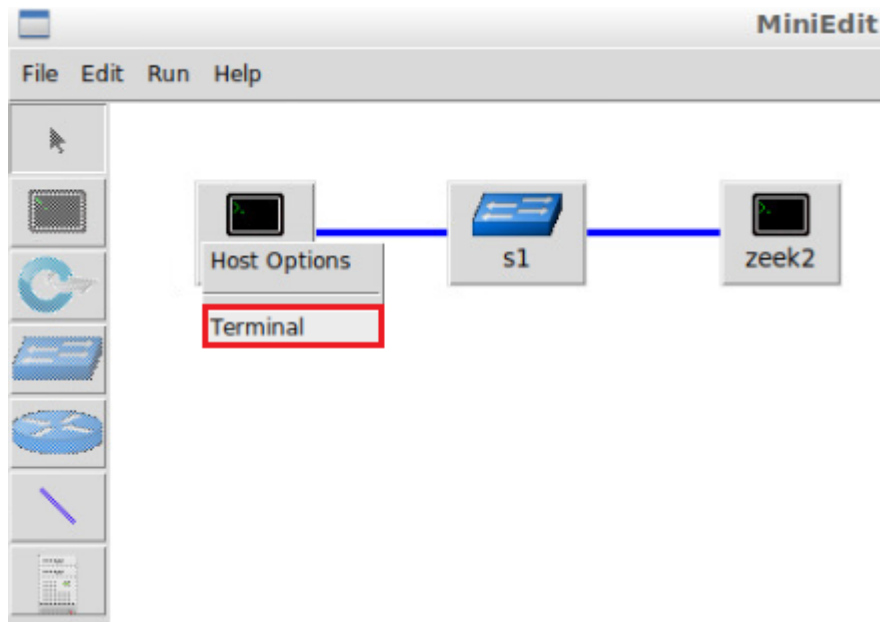 MiniEdit
File Edit Run Help
s1
zeek2
Host Options
Terminal